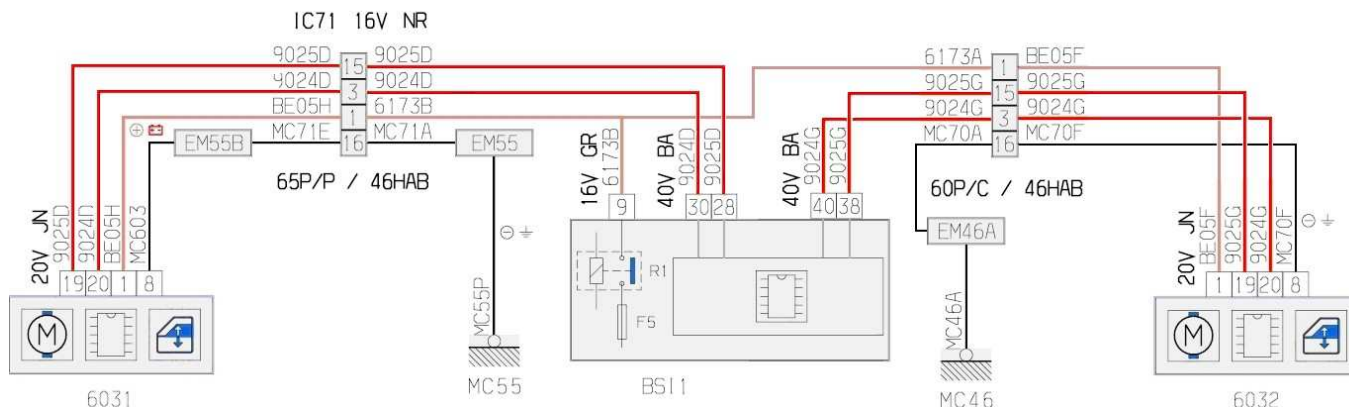 IC71 16V NR
9025D 15 9025D
9024D 3 9024D
BE05H 1 6173B
MC71E 16 MC71A
EM55B
EM55
65P/P / 46HAB
6173A 1 BE05F
9025G 15 9025G
9024G 3 9024G
MC70A 16 MC70F
60P/C / 46HAB
EM46A
20V JN
9025D
9024D
BE05H
MC603
19 20 1 8
M
6031
MC55P
MC55
16V GR
6173B
9
40V BA
9024D
9025D
30 28
40V BA
9024G
9025G
40 38
R1
F5
BSI1
MC46A
MC46
20V JN
BE05F
9025G
9024G
MC70F
1 19 20 8
M
6032